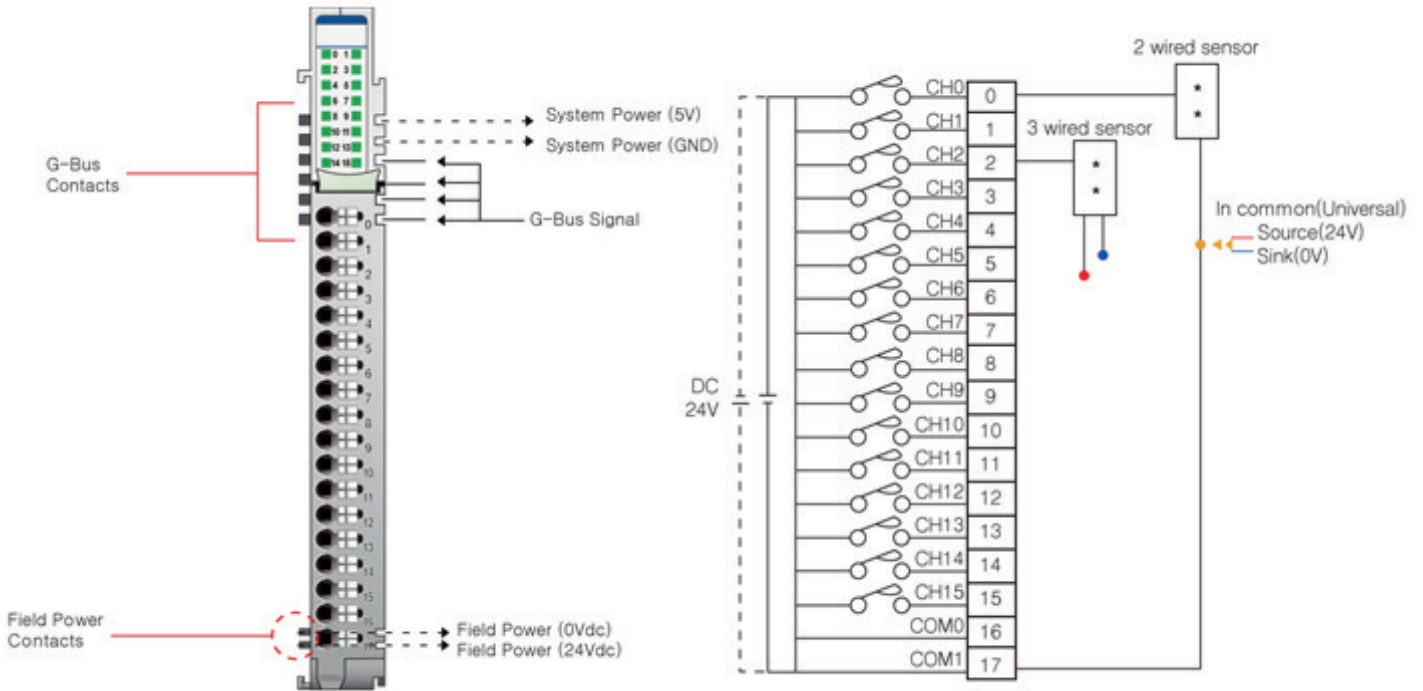 0 1
2 3
4 5
6 7
8 9
10 11
12 13
14 15
G-Bus
Contacts
System Power (5V)
System Power (GND)
G-Bus Signal
0
1
2
3
4
5
6
7
8
9
10
11
12
13
14
15
16
17
Field Power
Contacts
Field Power (0Vdc)
Field Power (24Vdc)
DC
24V
CH0 0
CH1 1
CH2 2
CH3 3
CH4 4
CH5 5
CH6 6
CH7 7
CH8 8
CH9 9
CH10 10
CH11 11
CH12 12
CH13 13
CH14 14
CH15 15
COM0 16
COM1 17
2 wired sensor
*
*
3 wired sensor
*
*
In common(Universal)
Source(24V)
Sink(0V)